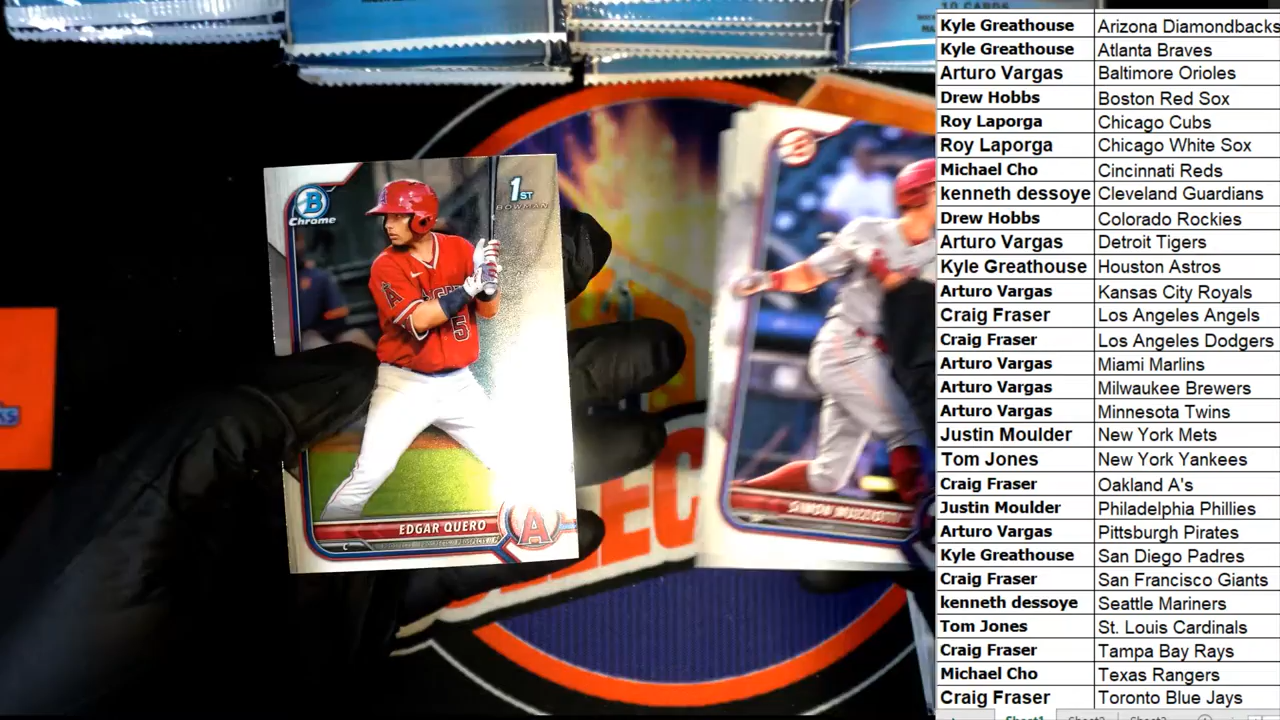 10 CARDS
B
Chrome
1ST
BOWMAN
A
5
EDGAR QUERO
A
Kyle Greathouse Arizona Diamondbacks
Kyle Greathouse Atlanta Braves
Arturo Vargas Baltimore Orioles
Drew Hobbs Boston Red Sox
Roy Laporga Chicago Cubs
Roy Laporga Chicago White Sox
Michael Cho Cincinnati Reds
kenneth dessoye Cleveland Guardians
Drew Hobbs Colorado Rockies
Arturo Vargas Detroit Tigers
Kyle Greathouse Houston Astros
Arturo Vargas Kansas City Royals
Craig Fraser Los Angeles Angels
Craig Fraser Los Angeles Dodgers
Arturo Vargas Miami Marlins
Arturo Vargas Milwaukee Brewers
Arturo Vargas Minnesota Twins
Justin Moulder New York Mets
Tom Jones New York Yankees
Craig Fraser Oakland A's
Justin Moulder Philadelphia Phillies
Arturo Vargas Pittsburgh Pirates
Kyle Greathouse San Diego Padres
Craig Fraser San Francisco Giants
kenneth dessoye Seattle Mariners
Tom Jones St. Louis Cardinals
Craig Fraser Tampa Bay Rays
Michael Cho Texas Rangers
Craig Fraser Toronto Blue Jays
Sheet1 Sheet2 Sheet3